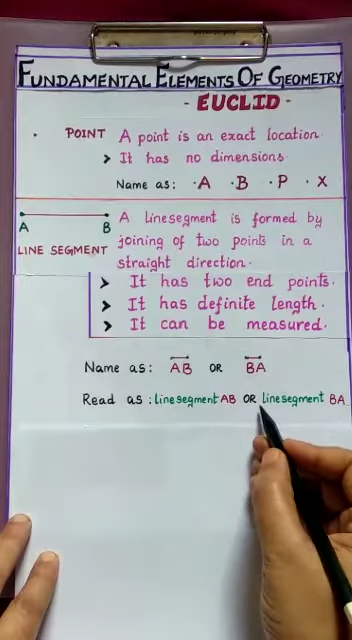 FUNDAMENTAL ELEMENTS OF GEOMETRY
- EUCLID -
. POINT A point is an exact location.
➤ It has no dimensions.
Name as: ·A ·B ·P ·X
A B A linesegment is formed by
LINE SEGMENT joining of two points in a
straight direction.
➤ It has two end points.
➤ It has definite length.
➤ It can be measured.
Name as: AB OR BA
Read as: linesegment AB OR linesegment BA